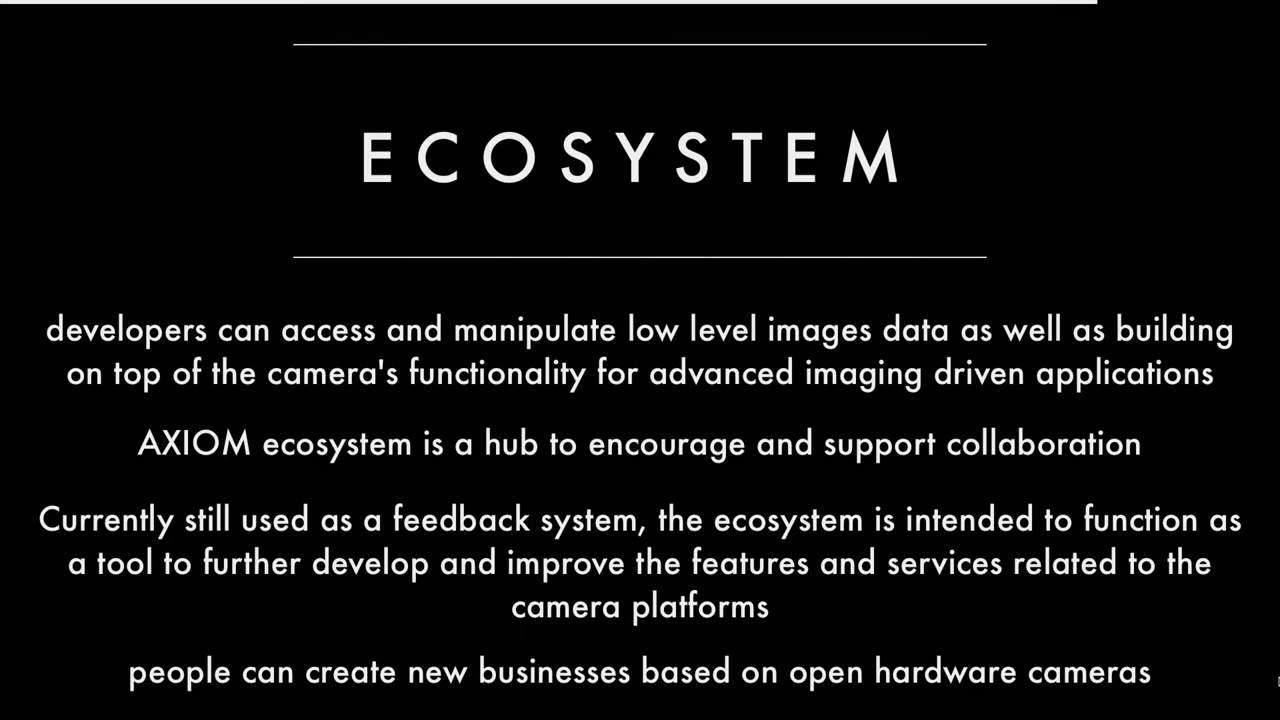 ECOSYSTEM
developers can access and manipulate low level images data as well as building
on top of the camera's functionality for advanced imaging driven applications
AXIOM ecosystem is a hub to encourage and support collaboration
Currently still used as a feedback system, the ecosystem is intended to function as
a tool to further develop and improve the features and services related to the
camera platforms
people can create new businesses based on open hardware cameras